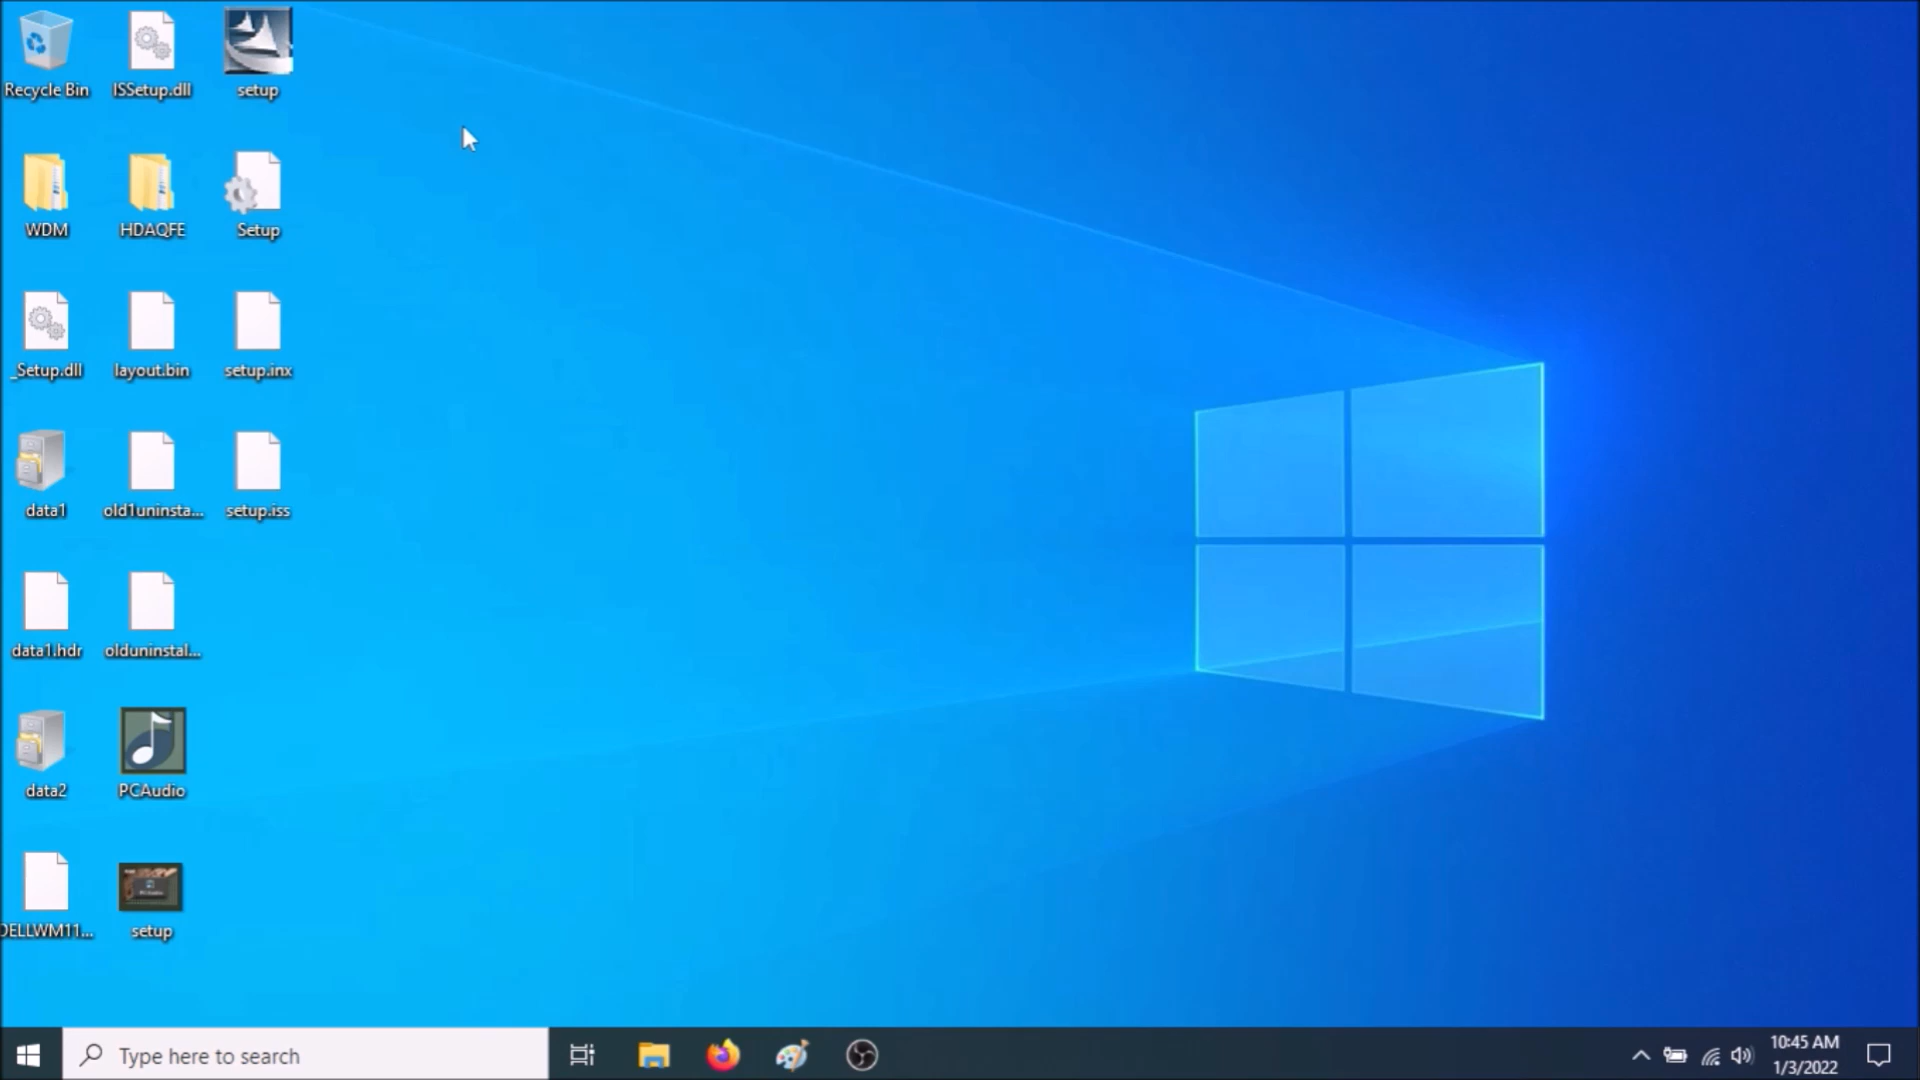 Recycle Bin
ISSetup.dll
setup
WDM
HDAQFE
Setup
_Setup.dll
layout.bin
setup.inx
data1
old1uninsta...
setup.iss
data1.hdr
olduninstal...
data2
PCAudio
DELLWM11...
setup
Type here to search
10:45 AM
1/3/2022